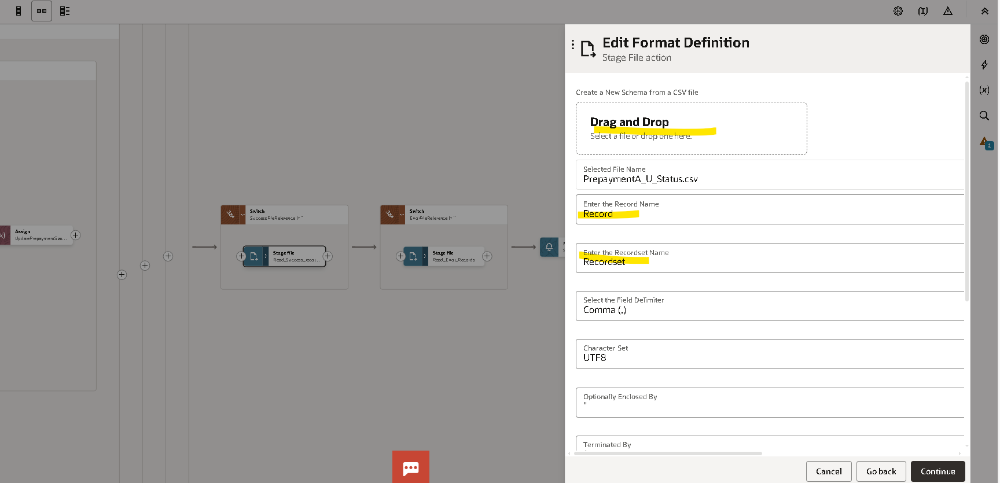 Edit Format Definition
Stage File action
Create a New Schema from a CSV file
Drag and Drop
Select a file or drop one here.
Selected File Name
PrepaymentA_U_Status.csv
Enter the Record Name
Record
Enter the Recordset Name
Recordset
Select the Field Delimiter
Comma (,)
Character Set
UTF8
Optionally Enclosed By
"
Terminated By
Cancel
Go back
Continue
Assign
UpdatePrepaymentStat...
Switch
SuccessFileReference != ""
Stage file
Read_Success_recor...
Switch
ErrorFileReference != ""
Stage file
Read_Error_Records
(x)
2